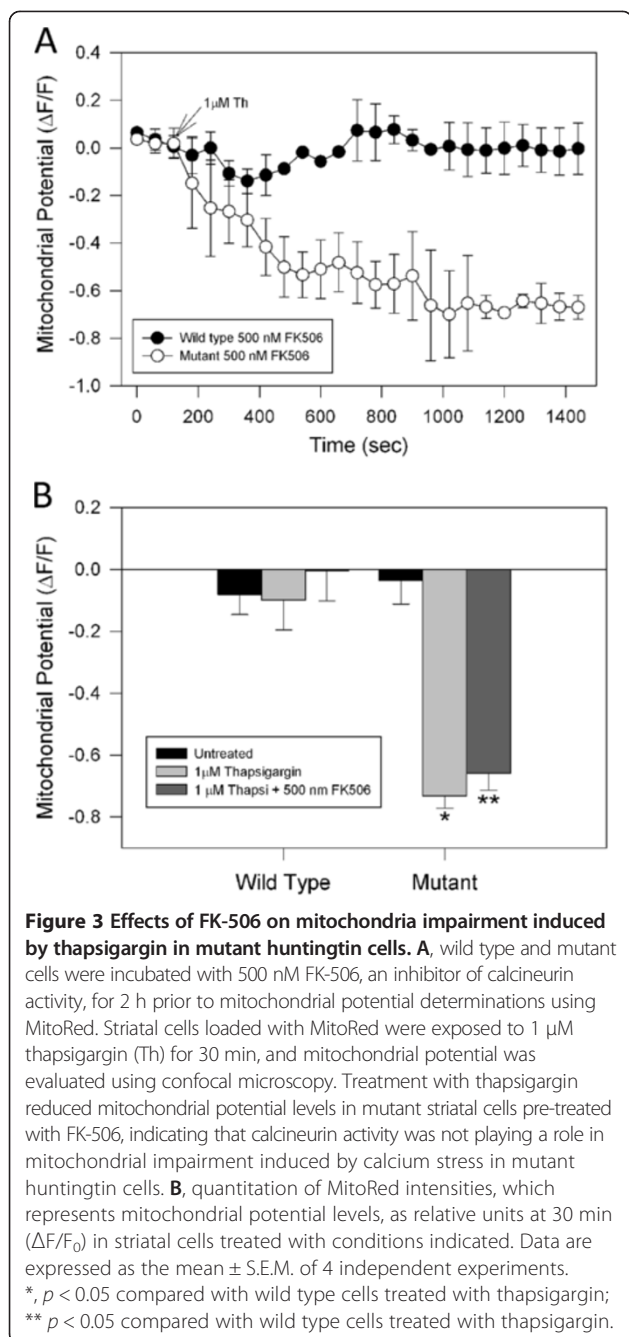 A
1μM Th
Mitochondrial Potential (ΔF/F)
0.4
0.2
0.0
-0.2
-0.4
-0.6
-0.8
-1.0
Wild type 500 nM FK506
Mutant 500 nM FK506
0 200 400 600 800 1000 1200 1400
Time (sec)
B
Mitochondrial Potential (ΔF/F)
0.2
0.0
-0.2
-0.4
-0.6
-0.8
Untreated
1μM Thapsigargin
1 μM Thapsi + 500 nm FK506
*
**
Wild Type Mutant
Figure 3 Effects of FK-506 on mitochondria impairment induced
by thapsigargin in mutant huntingtin cells. A, wild type and mutant
cells were incubated with 500 nM FK-506, an inhibitor of calcineurin
activity, for 2 h prior to mitochondrial potential determinations using
MitoRed. Striatal cells loaded with MitoRed were exposed to 1 μM
thapsigargin (Th) for 30 min, and mitochondrial potential was
evaluated using confocal microscopy. Treatment with thapsigargin
reduced mitochondrial potential levels in mutant striatal cells pre-treated
with FK-506, indicating that calcineurin activity was not playing a role in
mitochondrial impairment induced by calcium stress in mutant
huntingtin cells. B, quantitation of MitoRed intensities, which
represents mitochondrial potential levels, as relative units at 30 min
(ΔF/F₀) in striatal cells treated with conditions indicated. Data are
expressed as the mean ± S.E.M. of 4 independent experiments.
*, p < 0.05 compared with wild type cells treated with thapsigargin;
** p < 0.05 compared with wild type cells treated with thapsigargin.